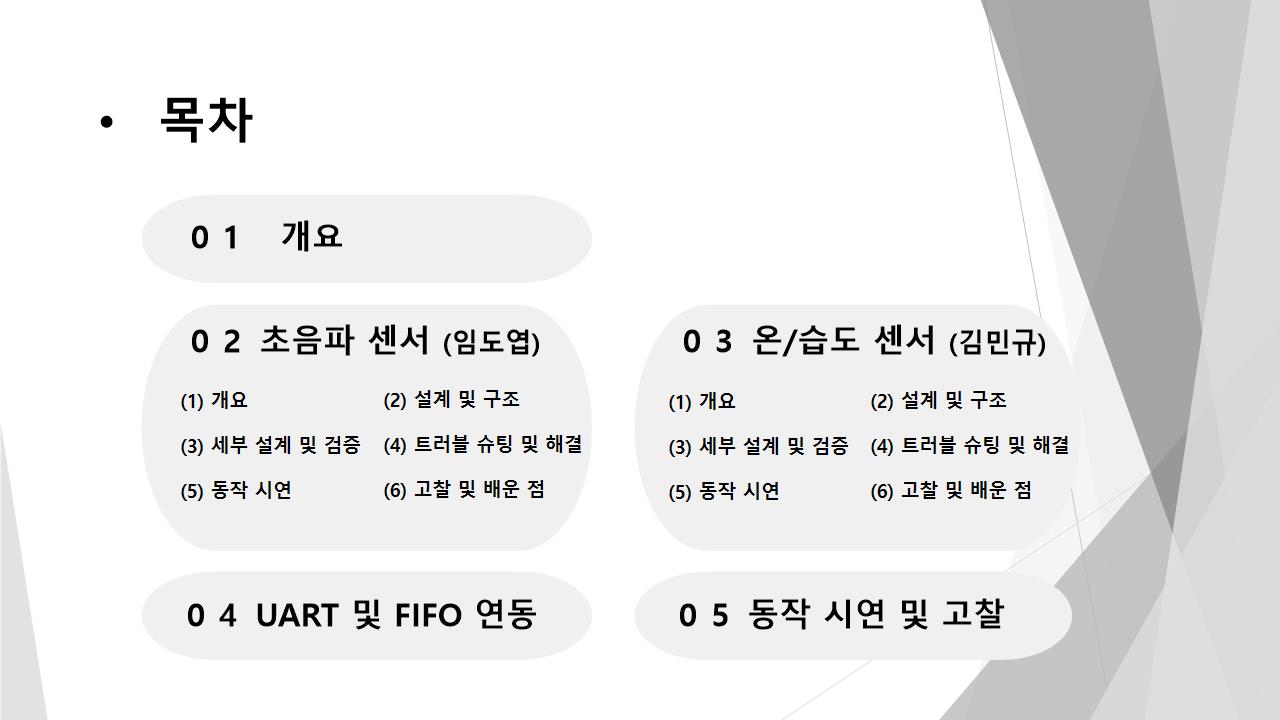 • 목차
0 1 개요
0 2 초음파 센서 (임도엽)
(1) 개요
(2) 설계 및 구조
(3) 세부 설계 및 검증
(4) 트러블 슈팅 및 해결
(5) 동작 시연
(6) 고찰 및 배운 점
0 3 온/습도 센서 (김민규)
(1) 개요
(2) 설계 및 구조
(3) 세부 설계 및 검증
(4) 트러블 슈팅 및 해결
(5) 동작 시연
(6) 고찰 및 배운 점
0 4 UART 및 FIFO 연동
0 5 동작 시연 및 고찰